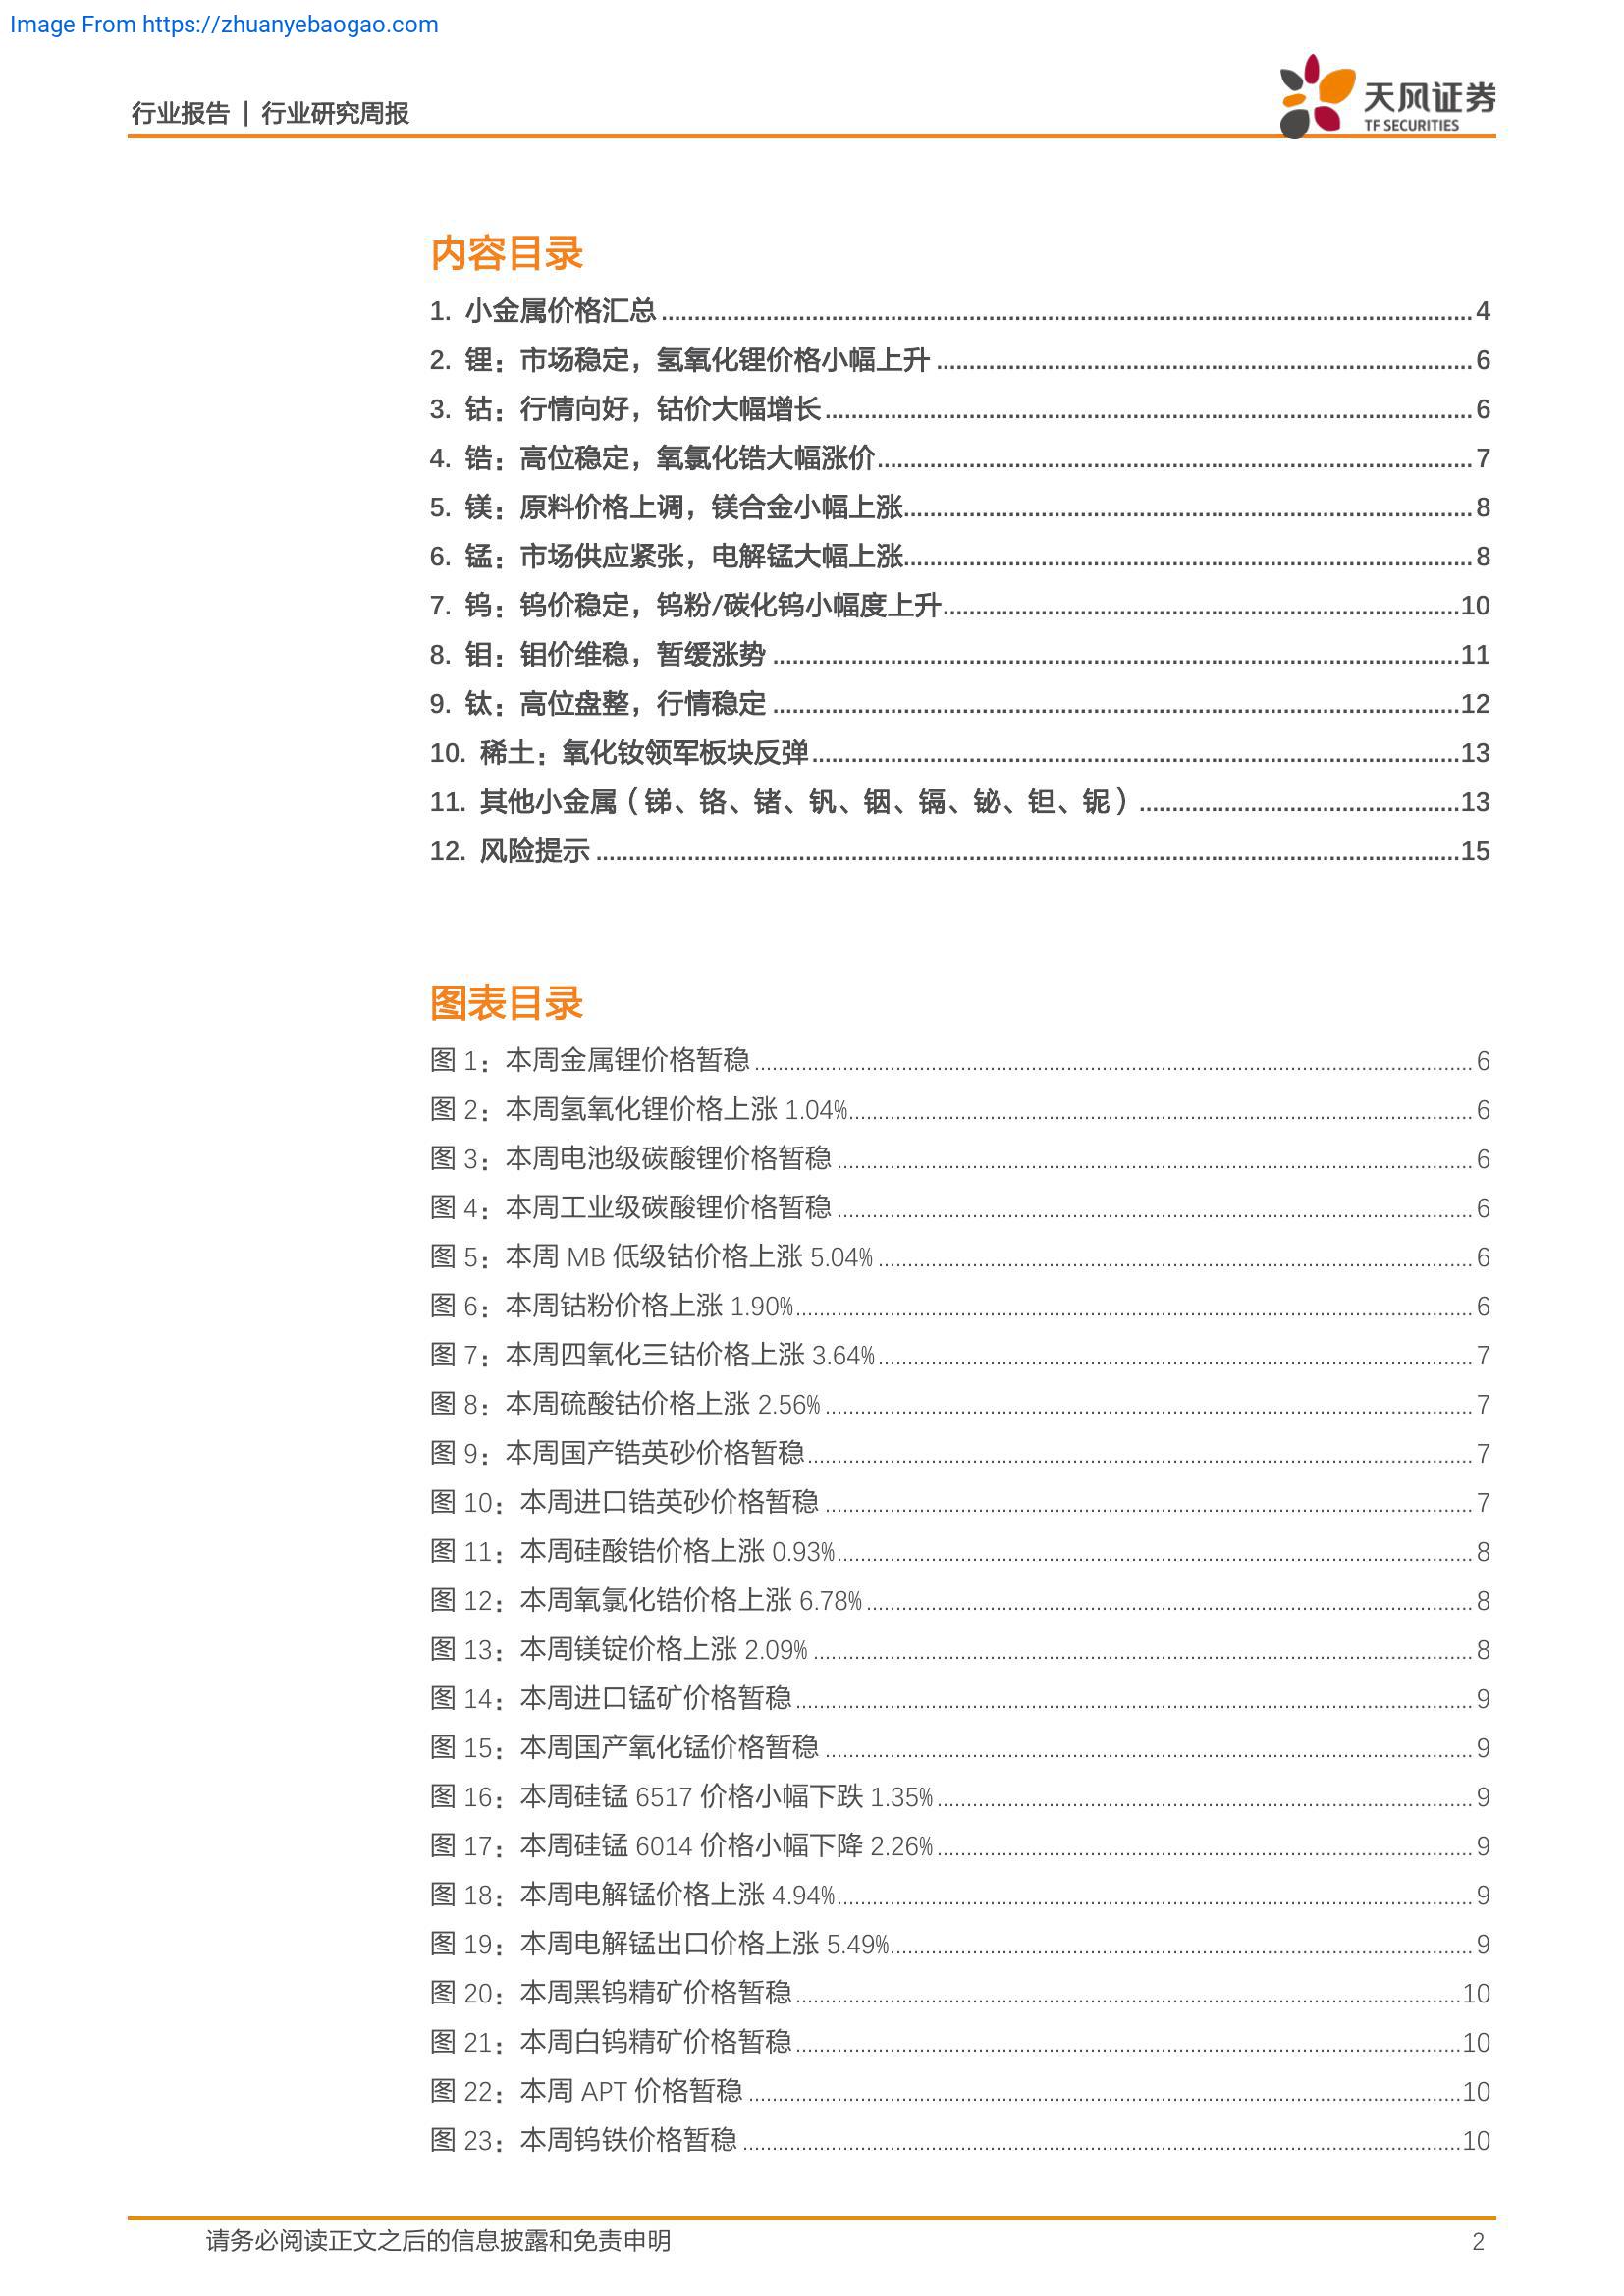 Image From https://zhuanyebaogao.com
行业报告 | 行业研究周报
天风证券
TF SECURITIES
内容目录
1. 小金属价格汇总 4
2. 锂：市场稳定，氢氧化锂价格小幅上升 6
3. 钴：行情向好，钴价大幅增长 6
4. 锆：高位稳定，氧氯化锆大幅涨价 7
5. 镁：原料价格上调，镁合金小幅上涨 8
6. 锰：市场供应紧张，电解锰大幅上涨 8
7. 钨：钨价稳定，钨粉/碳化钨小幅度上升 10
8. 钼：钼价维稳，暂缓涨势 11
9. 钛：高位盘整，行情稳定 12
10. 稀土：氧化钕领军板块反弹 13
11. 其他小金属（锑、铬、锗、钒、铟、镉、铋、钽、铌） 13
12. 风险提示 15
图表目录
图 1：本周金属锂价格暂稳 6
图 2：本周氢氧化锂价格上涨 1.04% 6
图 3：本周电池级碳酸锂价格暂稳 6
图 4：本周工业级碳酸锂价格暂稳 6
图 5：本周 MB 低级钴价格上涨 5.04% 6
图 6：本周钴粉价格上涨 1.90% 6
图 7：本周四氧化三钴价格上涨 3.64% 7
图 8：本周硫酸钴价格上涨 2.56% 7
图 9：本周国产锆英砂价格暂稳 7
图 10：本周进口锆英砂价格暂稳 7
图 11：本周硅酸锆价格上涨 0.93% 8
图 12：本周氧氯化锆价格上涨 6.78% 8
图 13：本周镁锭价格上涨 2.09% 8
图 14：本周进口锰矿价格暂稳 9
图 15：本周国产氧化锰价格暂稳 9
图 16：本周硅锰 6517 价格小幅下跌 1.35% 9
图 17：本周硅锰 6014 价格小幅下降 2.26% 9
图 18：本周电解锰价格上涨 4.94% 9
图 19：本周电解锰出口价格上涨 5.49% 9
图 20：本周黑钨精矿价格暂稳 10
图 21：本周白钨精矿价格暂稳 10
图 22：本周 APT 价格暂稳 10
图 23：本周钨铁价格暂稳 10
请务必阅读正文之后的信息披露和免责申明 2